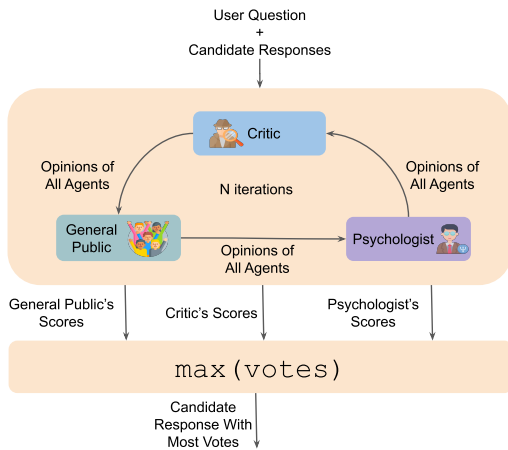 User Question
+
Candidate Responses
Critic
Opinions of
All Agents
Opinions of
All Agents
N iterations
General
Public
Psychologist
Opinions of
All Agents
General Public's
Scores
Critic's Scores
Psychologist's
Scores
max(votes)
Candidate
Response With
Most Votes